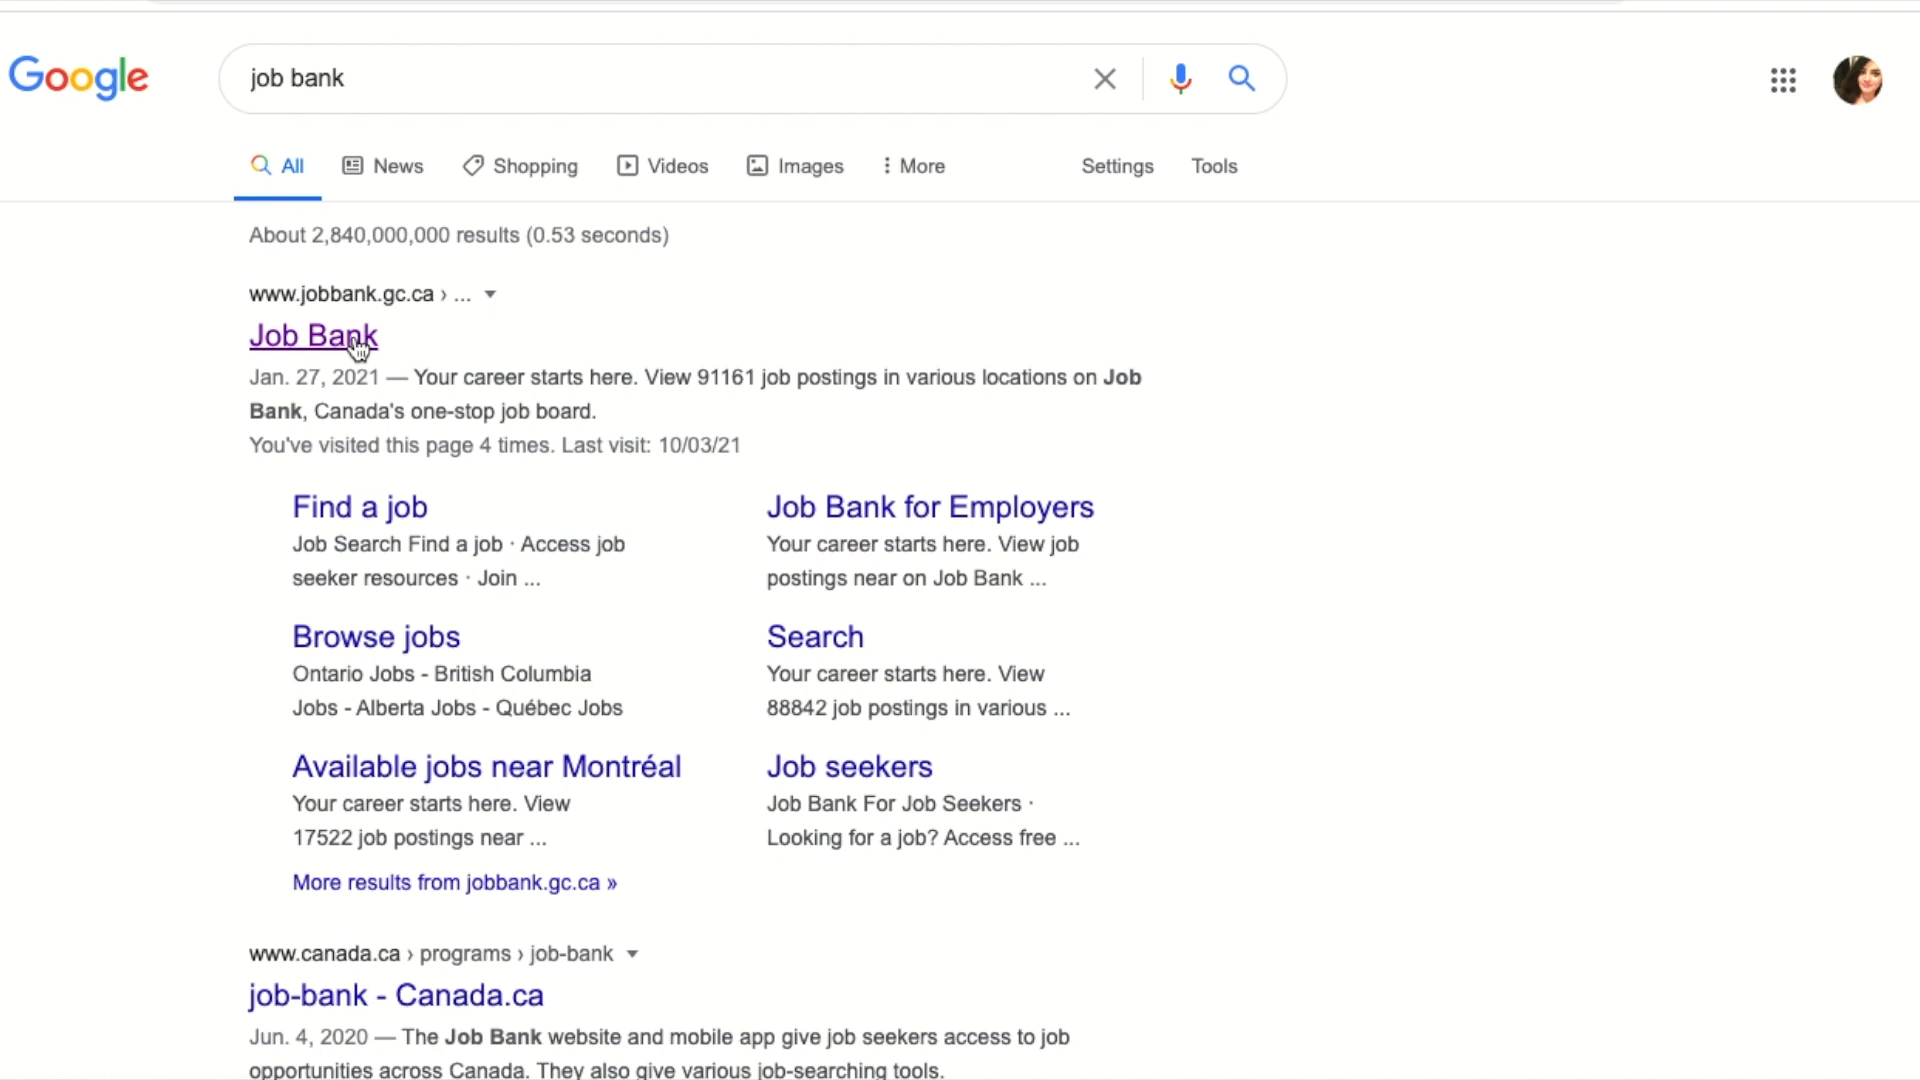 Google
job bank
All News Shopping Videos Images More Settings Tools
About 2,840,000,000 results (0.53 seconds)
www.jobbank.gc.ca › ...
Job Bank
Jan. 27, 2021 — Your career starts here. View 91161 job postings in various locations on Job
Bank, Canada's one-stop job board.
You've visited this page 4 times. Last visit: 10/03/21
Find a job
Job Search Find a job · Access job
seeker resources · Join ...
Job Bank for Employers
Your career starts here. View job
postings near on Job Bank ...
Browse jobs
Ontario Jobs - British Columbia
Jobs - Alberta Jobs - Québec Jobs
Search
Your career starts here. View
88842 job postings in various ...
Available jobs near Montréal
Your career starts here. View
17522 job postings near ...
Job seekers
Job Bank For Job Seekers ·
Looking for a job? Access free ...
More results from jobbank.gc.ca »
www.canada.ca › programs › job-bank
job-bank - Canada.ca
Jun. 4, 2020 — The Job Bank website and mobile app give job seekers access to job
opportunities across Canada. They also give various job-searching tools.